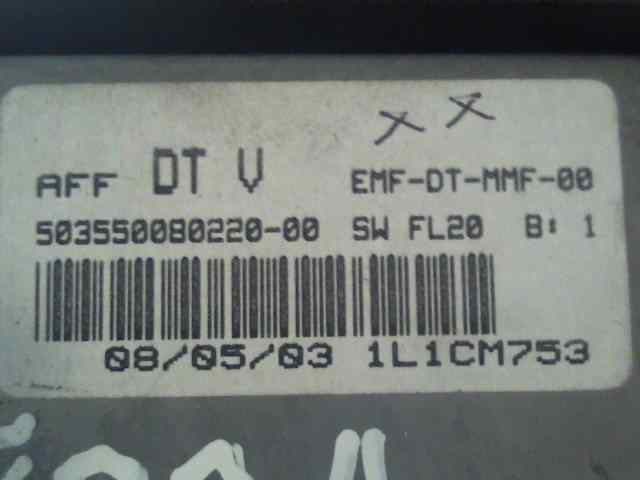 AFF DT V EMF-DT-MMF-00
503550080220-00 SW FL20 B: 1
08/05/03 1L1CM753